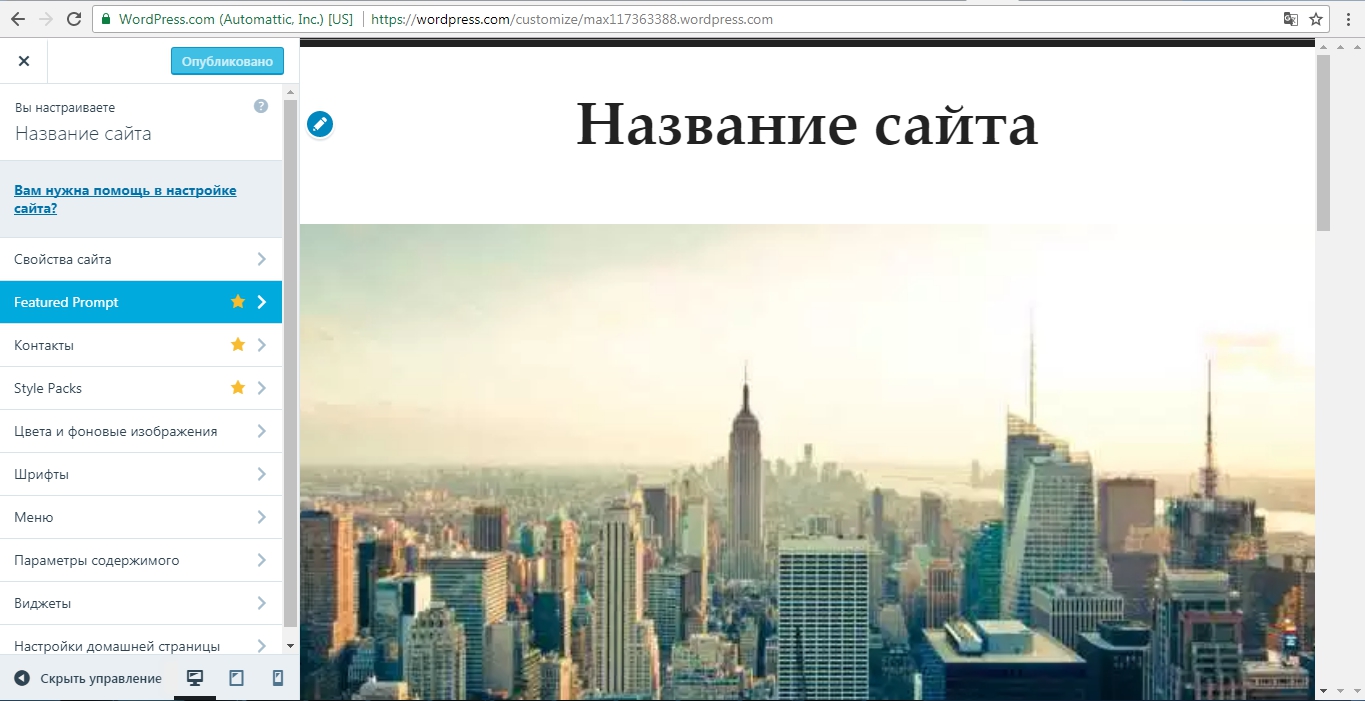 WordPress.com (Automattic, Inc.) [US] https://wordpress.com/customize/max117363388.wordpress.com
Опубликовано
Вы настраиваете
?
Название сайта
Вам нужна помощь в настройке
сайта?
Свойства сайта
Featured Prompt
Контакты
Style Packs
Цвета и фоновые изображения
Шрифты
Меню
Параметры содержимого
Виджеты
Настройки домашней страницы
Скрыть управление
Название сайта